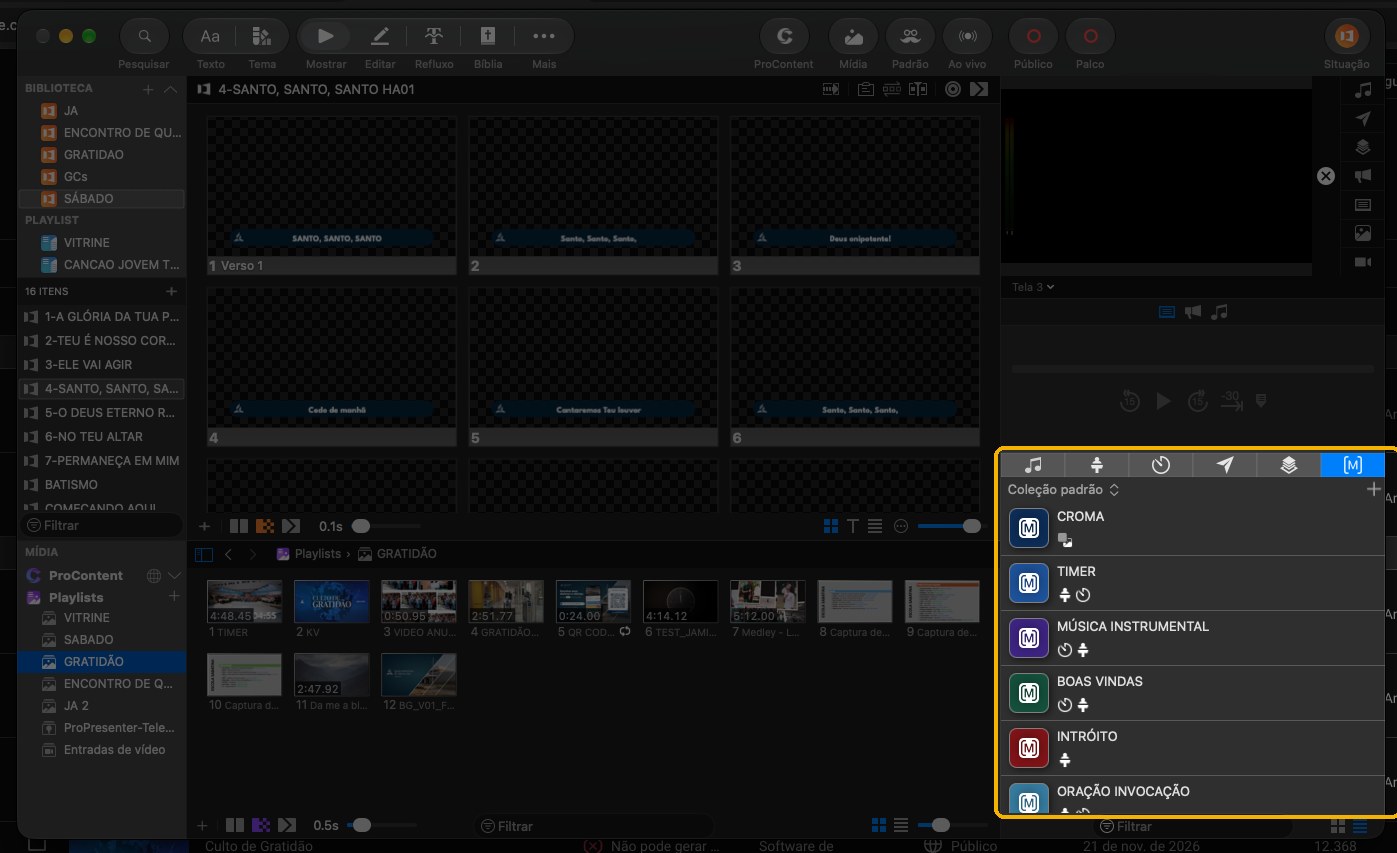 Pesquisar
Aa
Texto
Tema
Mostrar
Editar
Refluxo
Bíblia
Mais
ProContent
Mídia
Padrão
Ao vivo
Público
Palco
Situação
BIBLIOTECA
JA
ENCONTRO DE QU...
GRATIDAO
GCs
SÁBADO
PLAYLIST
VITRINE
CANCAO JOVEM T...
16 ITENS
1-A GLÓRIA DA TUA P...
2-TEU É NOSSO COR...
3-ELE VAI AGIR
4-SANTO, SANTO, SA...
5-O DEUS ETERNO R...
6-NO TEU ALTAR
7-PERMANEÇA EM MIM
BATISMO
COMEÇANDO AQUI
Filtrar
MÍDIA
ProContent
Playlists
VITRINE
SABADO
GRATIDÃO
ENCONTRO DE Q...
JA 2
ProPresenter-Tele...
Entradas de vídeo
4-SANTO, SANTO, SANTO HA01
SANTO, SANTO, SANTO
1 Verso 1
Santo, Santo, Santo,
2
Deus onipotente!
3
Cedo de manhã
4
Cantaremos Teu louvor
5
Santo, Santo, Santo,
6
0.1s
T
Playlists › GRATIDÃO
4:48.45
1 TIMER
CULTO DE GRATIDÃO
2 KV
0:50.95
3 VIDEO ANU...
2:51.77
4 GRATIDÃO...
0:24.00
5 QR COD...
4:14.12
6 TEST_JAMI...
5:12.00
7 Medley - L...
8 Captura de...
9 Captura de...
10 Captura d...
2:47.92
11 Da me a bi...
12 BG_V01_F...
0.5s
Filtrar
Tela 3
15
15
-30
[M]
Coleção padrão
CROMA
TIMER
MÚSICA INSTRUMENTAL
BOAS VINDAS
INTRÓITO
ORAÇÃO INVOCAÇÃO
Filtrar
Culto de Gratidão
Não pode gerar ...
Software de
Público
21 de nov. de 2026
12.368